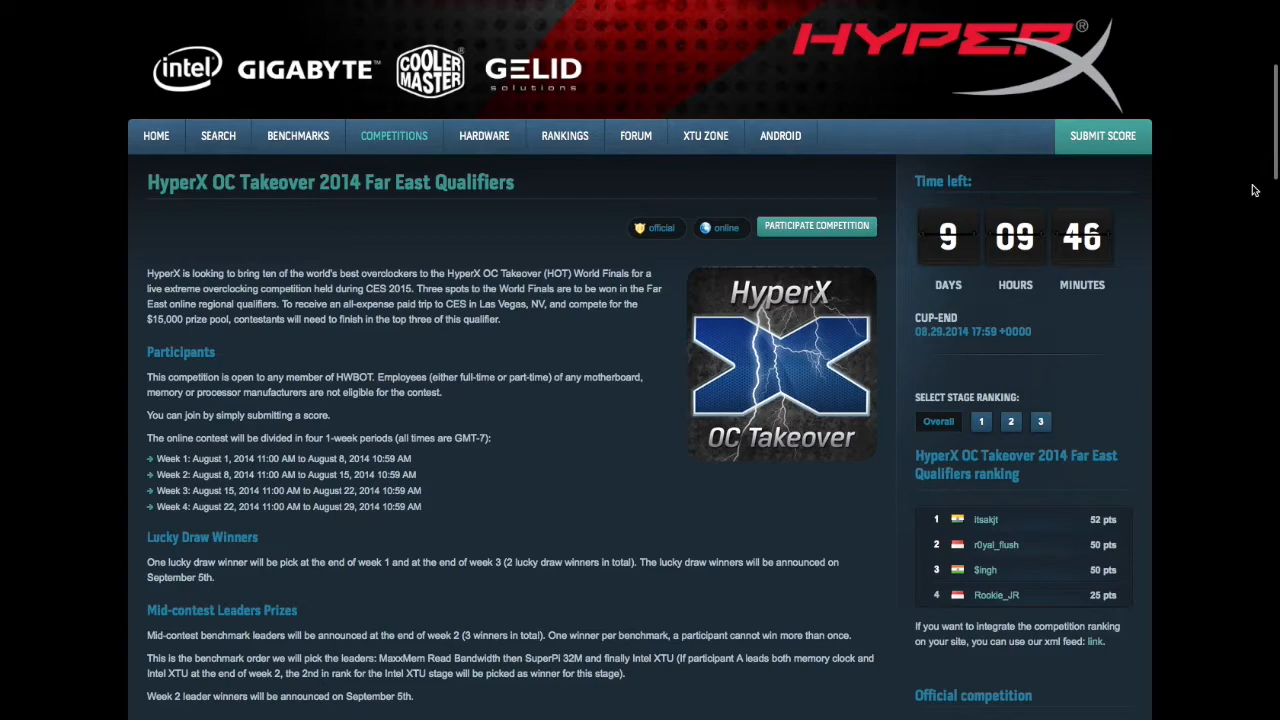 HYPERX®
intel GIGABYTE™ COOLER MASTER® GELID solutions
HOME SEARCH BENCHMARKS COMPETITIONS HARDWARE RANKINGS FORUM XTU ZONE ANDROID SUBMIT SCORE
HyperX OC Takeover 2014 Far East Qualifiers
official online PARTICIPATE COMPETITION
HyperX is looking to bring ten of the world's best overclockers to the HyperX OC Takeover (HOT) World Finals for a
live extreme overclocking competition held during CES 2015. Three spots to the World Finals are to be won in the Far
East online regional qualifiers. To receive an all-expense paid trip to CES in Las Vegas, NV, and compete for the
$15,000 prize pool, contestants will need to finish in the top three of this qualifier.
HyperX
OC Takeover
Participants
This competition is open to any member of HWBOT. Employees (either full-time or part-time) of any motherboard,
memory or processor manufacturers are not eligible for the contest.
You can join by simply submitting a score.
The online contest will be divided in four 1-week periods (all times are GMT-7):
Week 1: August 1, 2014 11:00 AM to August 8, 2014 10:59 AM
Week 2: August 8, 2014 11:00 AM to August 15, 2014 10:59 AM
Week 3: August 15, 2014 11:00 AM to August 22, 2014 10:59 AM
Week 4: August 22, 2014 11:00 AM to August 29, 2014 10:59 AM
Lucky Draw Winners
One lucky draw winner will be pick at the end of week 1 and at the end of week 3 (2 lucky draw winners in total). The lucky draw winners will be announced on
September 5th.
Mid-contest Leaders Prizes
Mid-contest benchmark leaders will be announced at the end of week 2 (3 winners in total). One winner per benchmark, a participant cannot win more than once.
This is the benchmark order we will pick the leaders: MaxxMem Read Bandwidth then SuperPi 32M and finally Intel XTU (If participant A leads both memory clock and
Intel XTU at the end of week 2, the 2nd in rank for the Intel XTU stage will be picked as winner for this stage).
Week 2 leader winners will be announced on September 5th.
Time left:
9 09 46
DAYS HOURS MINUTES
CUP-END
08.29.2014 17:59 +0000
SELECT STAGE RANKING:
Overall 1 2 3
HyperX OC Takeover 2014 Far East
Qualifiers ranking
1 Itsakjt 52 pts
2 r0yal_flush 50 pts
3 $ingh 50 pts
4 Rookie_JR 25 pts
If you want to integrate the competition ranking
on your site, you can use our xml feed: link.
Official competition